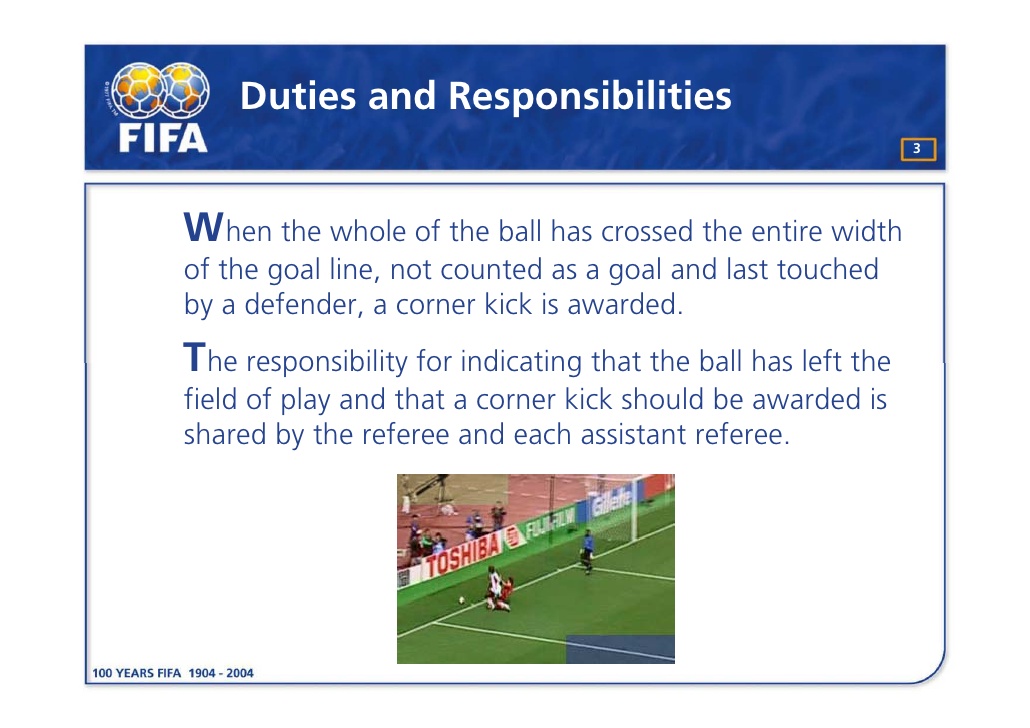 Duties and Responsibilities
FIFA
3
When the whole of the ball has crossed the entire width
of the goal line, not counted as a goal and last touched
by a defender, a corner kick is awarded.
The responsibility for indicating that the ball has left the
field of play and that a corner kick should be awarded is
shared by the referee and each assistant referee.
Gillette
FUJIFILM
TOSHIBA
100 YEARS FIFA 1904 - 2004